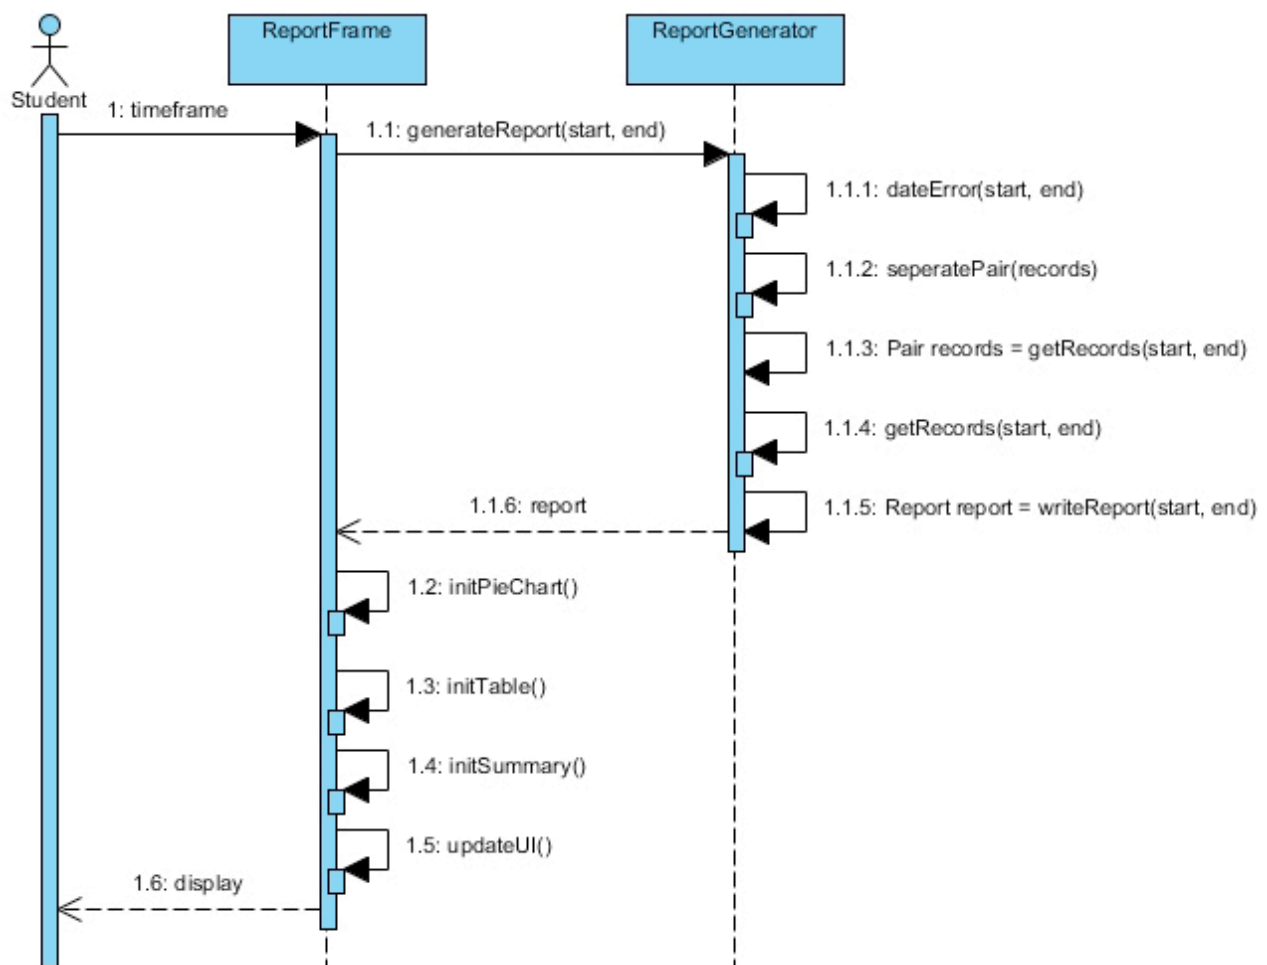 ReportFrame
ReportGenerator
Student
1: timeframe
1.1: generateReport(start, end)
1.1.1: dateError(start, end)
1.1.2: seperatePair(records)
1.1.3: Pair records = getRecords(start, end)
1.1.4: getRecords(start, end)
1.1.5: Report report = writeReport(start, end)
1.1.6: report
1.2: initPieChart()
1.3: initTable()
1.4: initSummary()
1.5: updateUI()
1.6: display